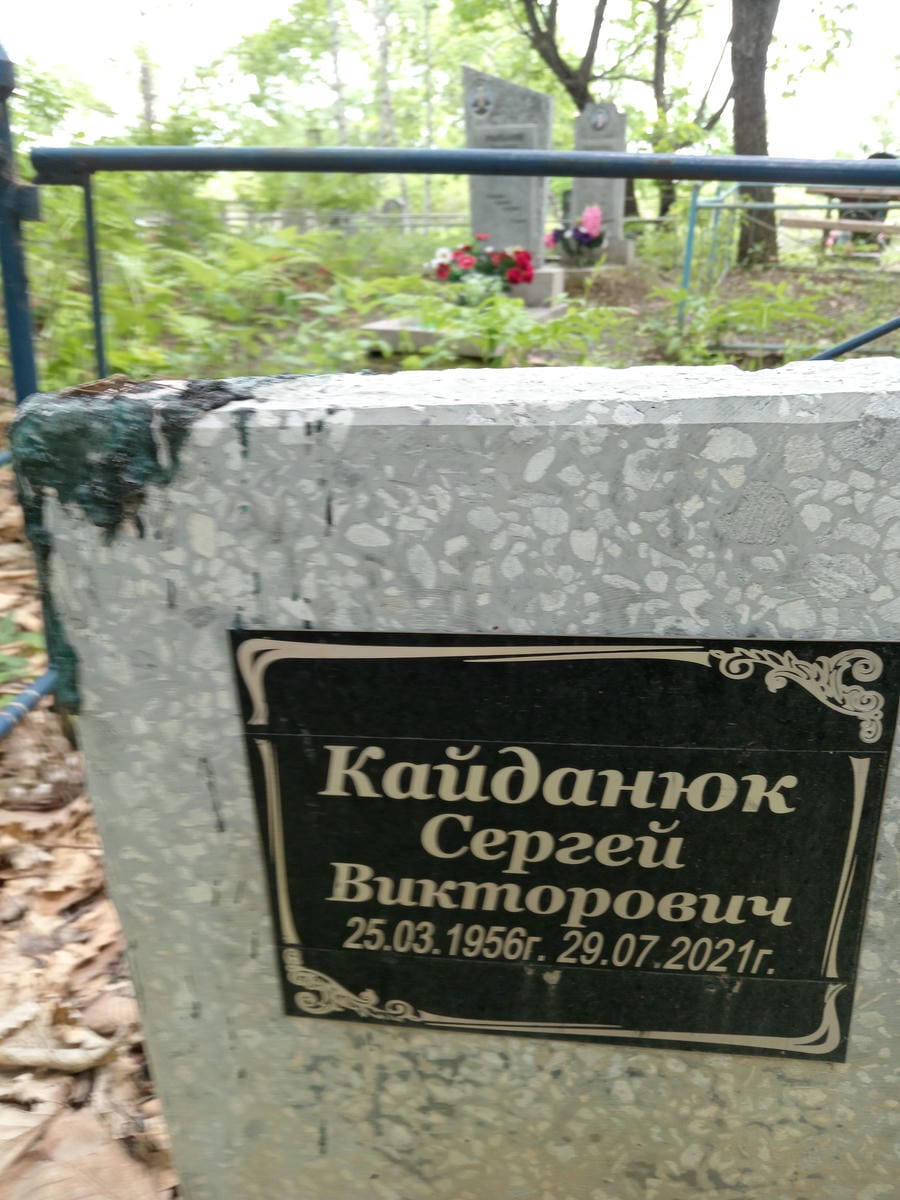 Кайданюк
Сергей
Викторович
25.03.1956г. 29.07.2021г.